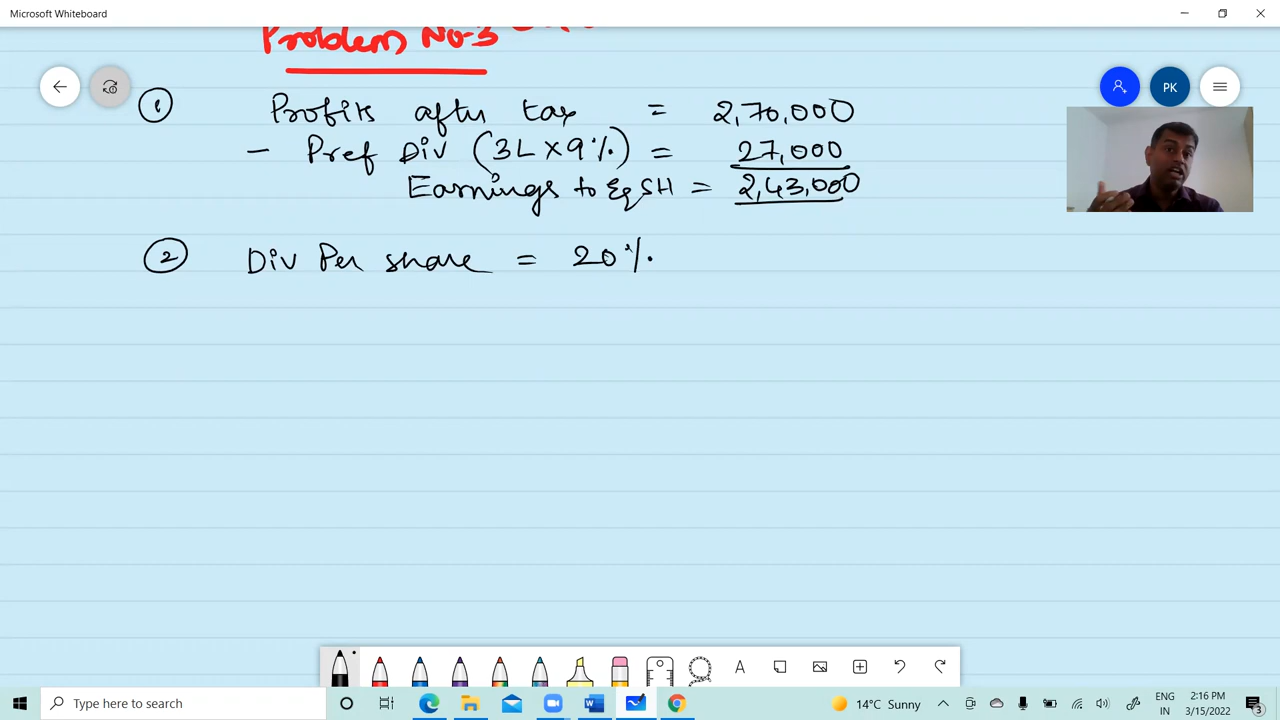 Microsoft Whiteboard
Problem No-3
① Profits after tax = 2,70,000
- Pref Div (3L X 9%) = 27,000
Earnings to Eq SH = 2,43,000
② Div Per share = 20%
PK
A
Type here to search
W
14°C Sunny
ENG
IN
2:16 PM
3/15/2022
3